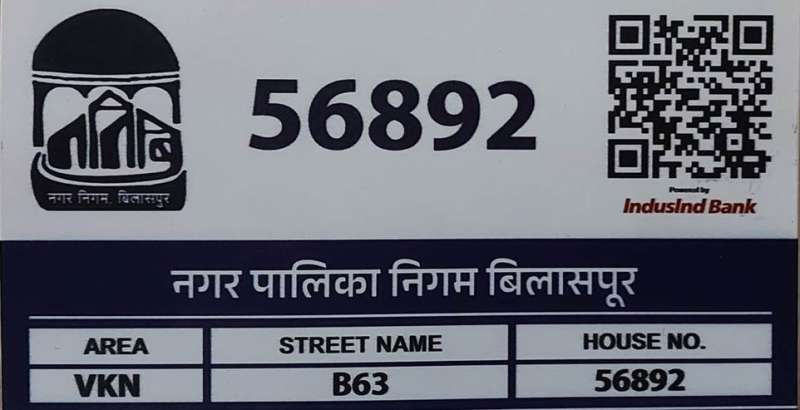 56892
नगर निगम, बिलासपुर
Powered by
IndusInd Bank
नगर पालिका निगम बिलासपूर
AREA STREET NAME HOUSE NO.
VKN B63 56892